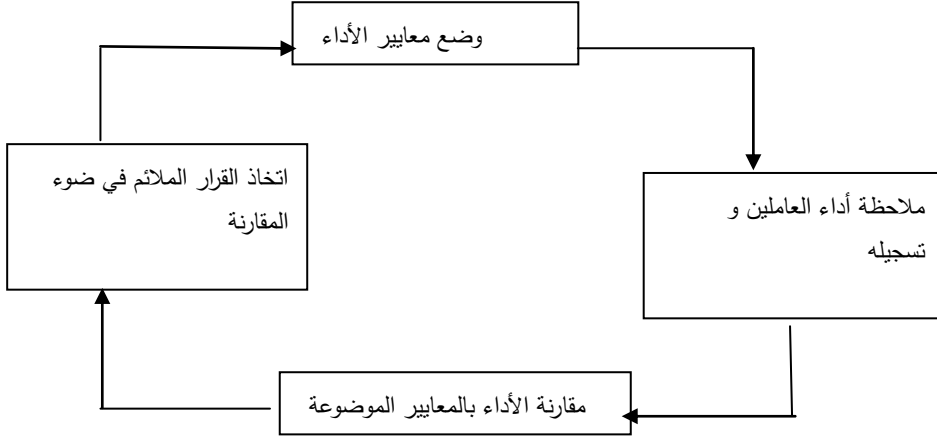 وضع معايير الأداء
ملاحظة أداء العاملين و
تسجيله
مقارنة الأداء بالمعايير الموضوعة
اتخاذ القرار الملائم في ضوء
المقارنة